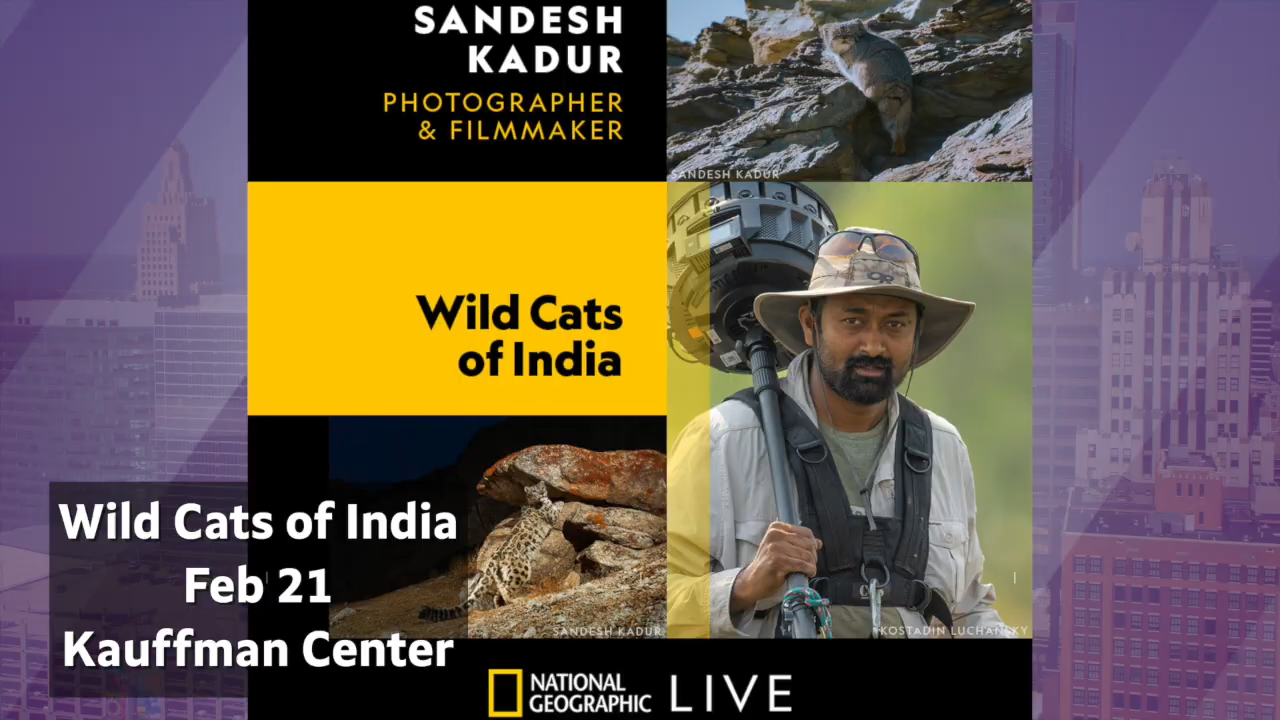 SANDESH
KADUR
PHOTOGRAPHER
& FILMMAKER
SANDESH KADUR
Wild Cats
of India
SANDESH KADUR
KOSTADIN LUCHANSKY
Wild Cats of India
Feb 21
Kauffman Center
NATIONAL
GEOGRAPHIC
LIVE